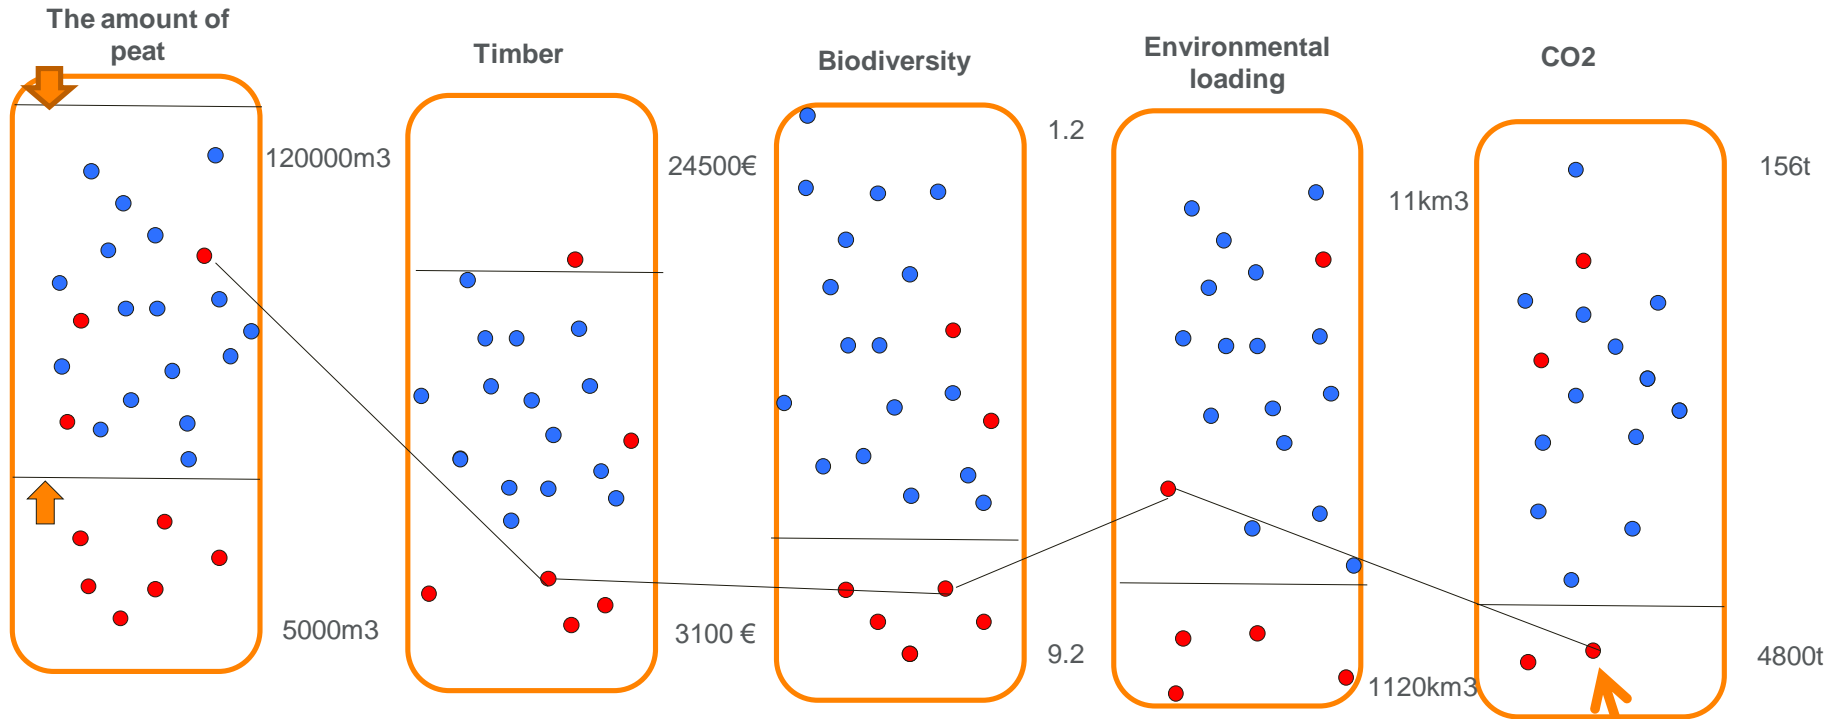 The amount of
peat
Timber
Biodiversity
Environmental
loading
CO2
120000m3
24500€
1.2
11km3
156t
5000m3
3100 €
9.2
1120km3
4800t